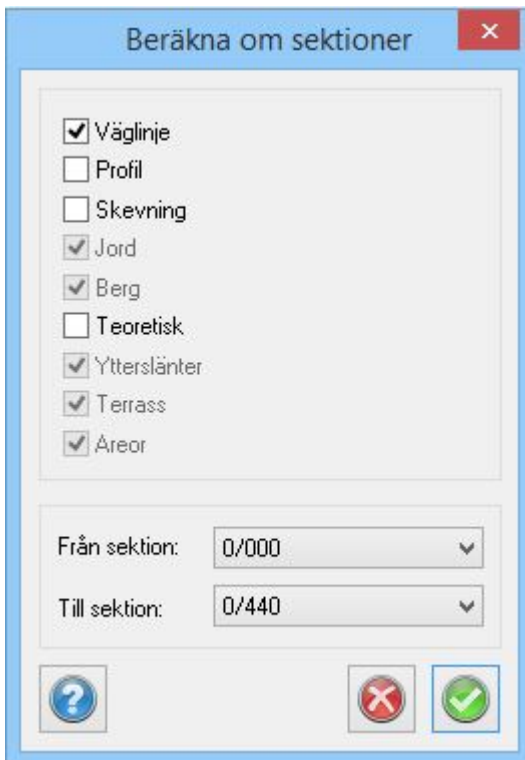 Beräkna om sektioner
Väglinje
Profil
Skevning
Jord
Berg
Teoretisk
Ytterslänter
Terrass
Areor
Från sektion: 0/000
Till sektion: 0/440